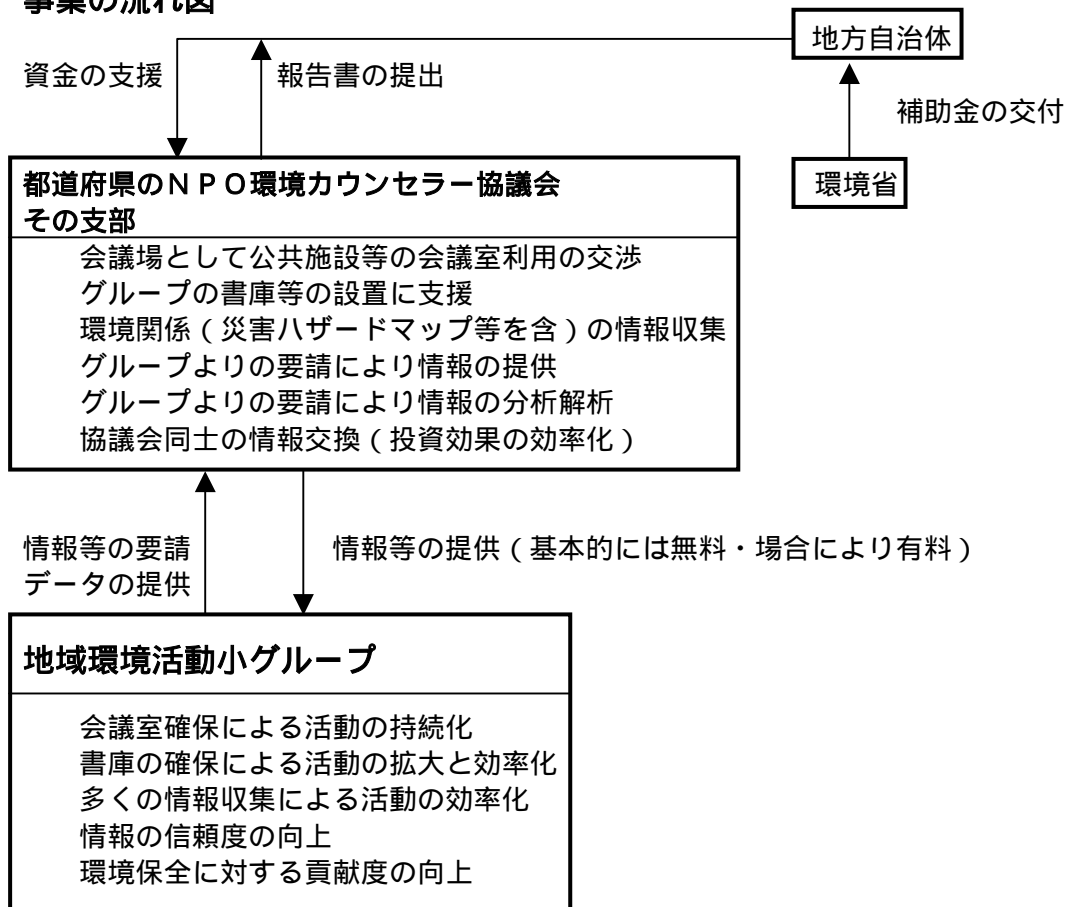 事業の流れ図
地方自治体
資金の支援
報告書の提出
補助金の交付
環境省
都道府県のＮＰＯ環境カウンセラー協議会
その支部
会議場として公共施設等の会議室利用の交渉
グループの書庫等の設置に支援
環境関係（災害ハザードマップ等を含）の情報収集
グループよりの要請により情報の提供
グループよりの要請により情報の分析解析
協議会同士の情報交換（投資効果の効率化）
情報等の要請
データの提供
情報等の提供（基本的には無料・場合により有料）
地域環境活動小グループ
会議室確保による活動の持続化
書庫の確保による活動の拡大と効率化
多くの情報収集による活動の効率化
情報の信頼度の向上
環境保全に対する貢献度の向上